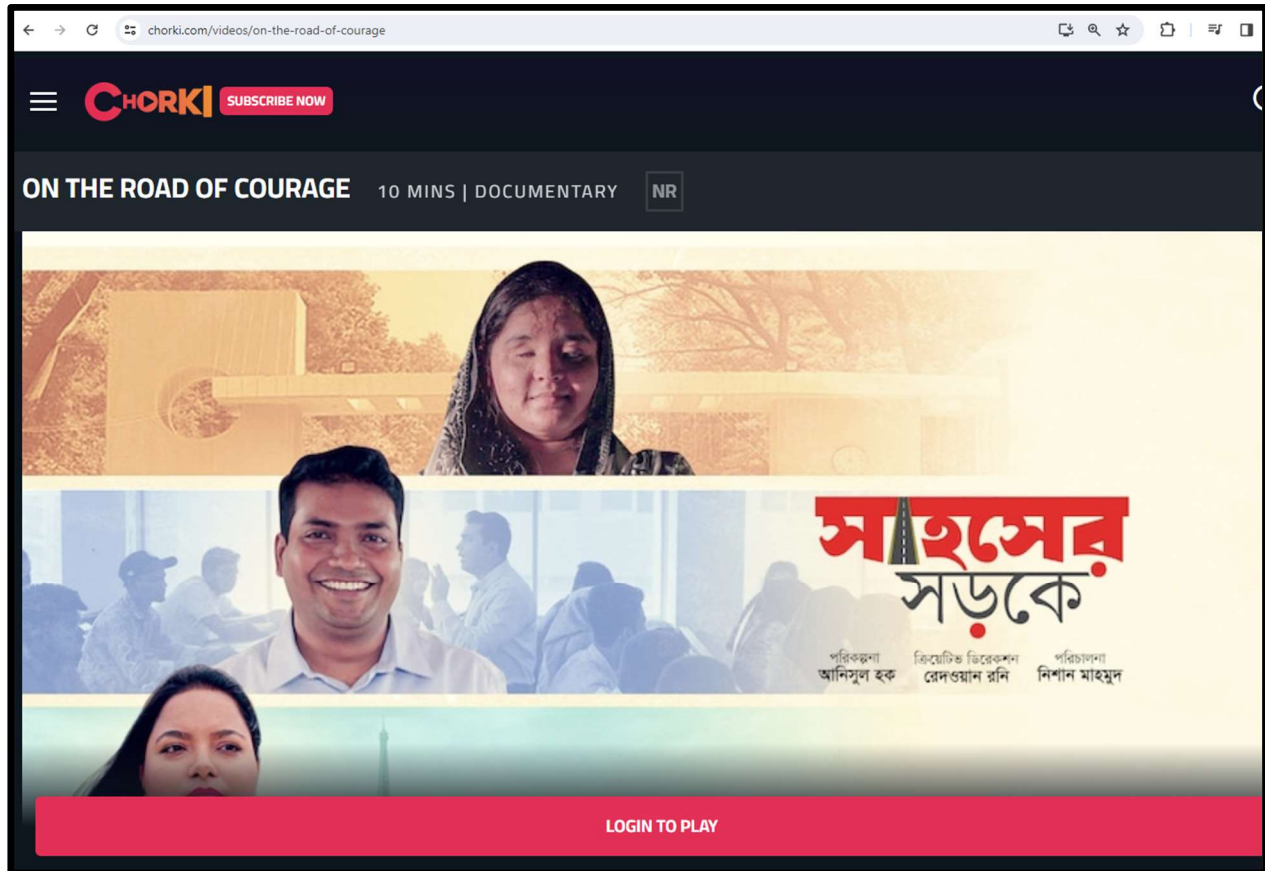 chorki.com/videos/on-the-road-of-courage
CHORKI SUBSCRIBE NOW
ON THE ROAD OF COURAGE 10 MINS | DOCUMENTARY NR
সাহসের
সড়কে
পরিকল্পনা ক্রিয়েটিভ ডিরেকশন পরিচালনা
আনিসুল হক রেদওয়ান রনি নিশান মাহমুদ
LOGIN TO PLAY